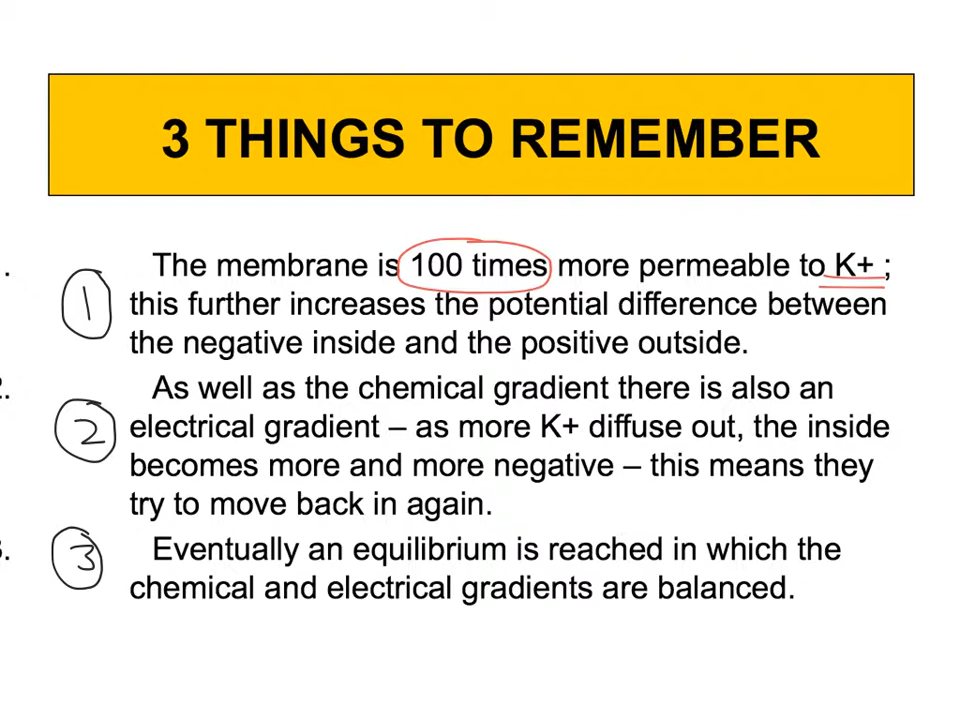 3 THINGS TO REMEMBER
. 1 The membrane is 100 times more permeable to K+ ;
this further increases the potential difference between
the negative inside and the positive outside.
2. As well as the chemical gradient there is also an
2 electrical gradient – as more K+ diffuse out, the inside
becomes more and more negative – this means they
try to move back in again.
3. 3 Eventually an equilibrium is reached in which the
chemical and electrical gradients are balanced.